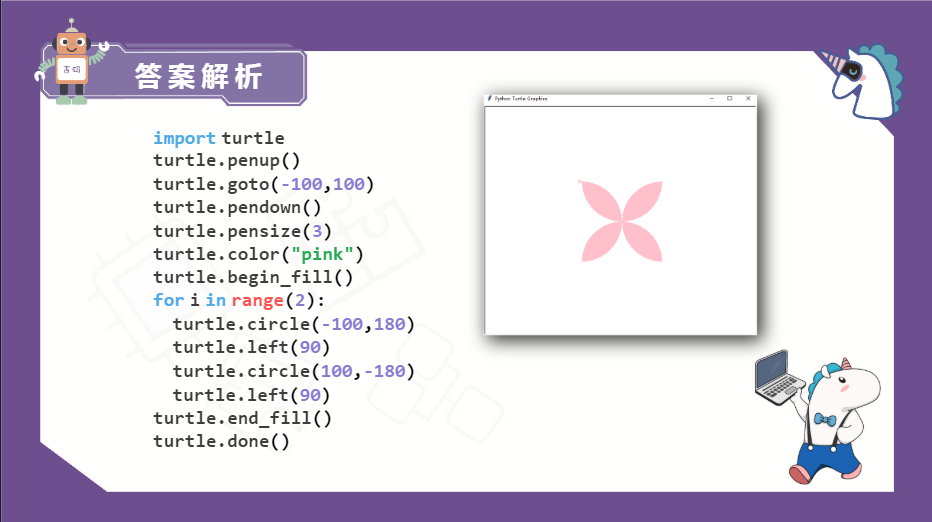 答案解析
Python Turtle Graphics
import turtle
turtle.penup()
turtle.goto(-100,100)
turtle.pendown()
turtle.pensize(3)
turtle.color("pink")
turtle.begin_fill()
for i in range(2):
  turtle.circle(-100,180)
  turtle.left(90)
  turtle.circle(100,-180)
  turtle.left(90)
turtle.end_fill()
turtle.done()